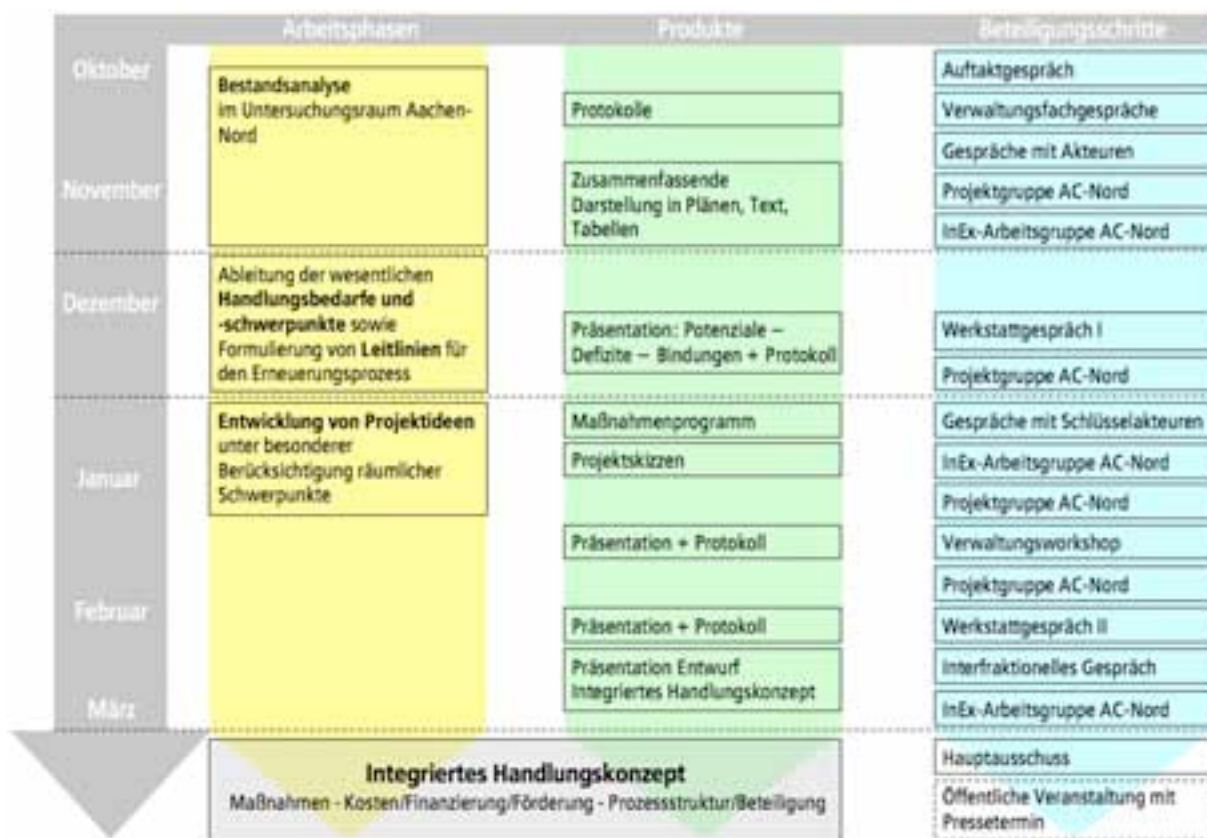 Arbeitsphasen
Produkte
Beteiligungsschritte
Oktober
November
Dezember
Januar
Februar
März
Bestandsanalyse
im Untersuchungsraum Aachen-
Nord
Ableitung der wesentlichen
Handlungsbedarfe und
-schwerpunkte sowie
Formulierung von Leitlinien für
den Erneuerungsprozess
Entwicklung von Projektideen
unter besonderer
Berücksichtigung räumlicher
Schwerpunkte
Protokolle
Zusammenfassende
Darstellung in Plänen, Text,
Tabellen
Präsentation: Potenziale –
Defizite – Bindungen + Protokoll
Maßnahmenprogramm
Projektskizzen
Präsentation + Protokoll
Präsentation + Protokoll
Präsentation Entwurf
Integriertes Handlungskonzept
Auftaktgespräch
Verwaltungsfachgespräche
Gespräche mit Akteuren
Projektgruppe AC-Nord
InEx-Arbeitsgruppe AC-Nord
Werkstattgespräch I
Projektgruppe AC-Nord
Gespräche mit Schlüsselakteuren
InEx-Arbeitsgruppe AC-Nord
Projektgruppe AC-Nord
Verwaltungsworkshop
Projektgruppe AC-Nord
Werkstattgespräch II
Interfraktionelles Gespräch
InEx-Arbeitsgruppe AC-Nord
Hauptausschuss
Öffentliche Veranstaltung mit
Pressetermin
Integriertes Handlungskonzept
Maßnahmen - Kosten/Finanzierung/Förderung - Prozessstruktur/Beteiligung